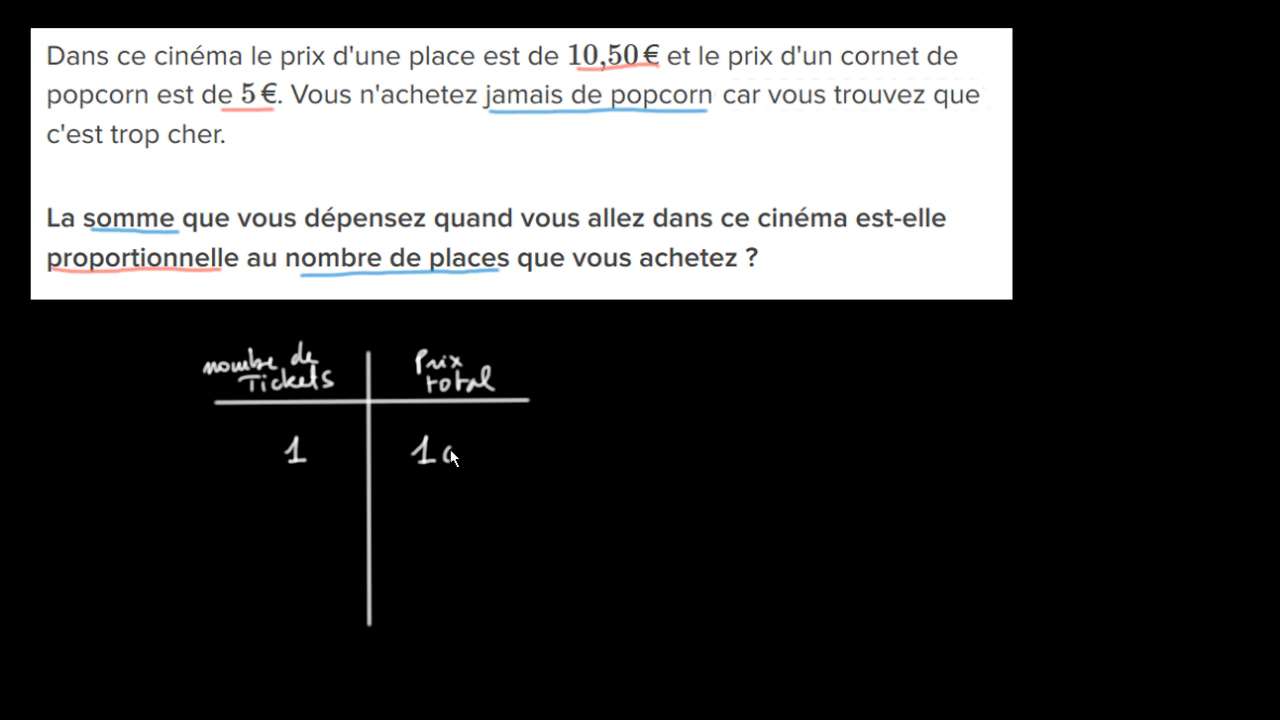 Dans ce cinéma le prix d'une place est de 10,50 € et le prix d'un cornet de
popcorn est de 5 €. Vous n'achetez jamais de popcorn car vous trouvez que
c'est trop cher.
La somme que vous dépensez quand vous allez dans ce cinéma est-elle
proportionnelle au nombre de places que vous achetez ?
nombre de
Tickets
Prix
total
1
1